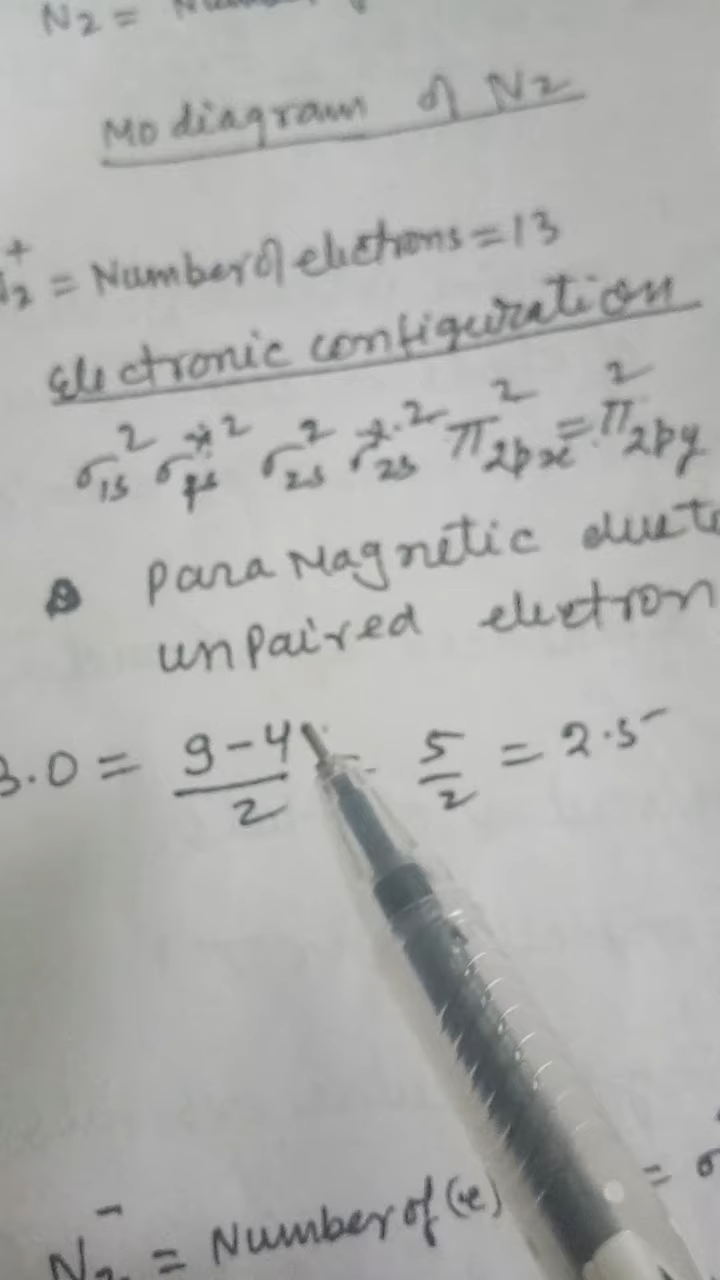 N2 =
Mo diagram of N2
N2+ = Number of elections = 13
Electronic configuration
σ1s² σ*1s² σ2s² σ*2s² π2px² = π2py²
Para Magnetic due to
unpaired electron
B.O = 9-4/2 = 5/2 = 2.5
N2- = Number of (e) = σ